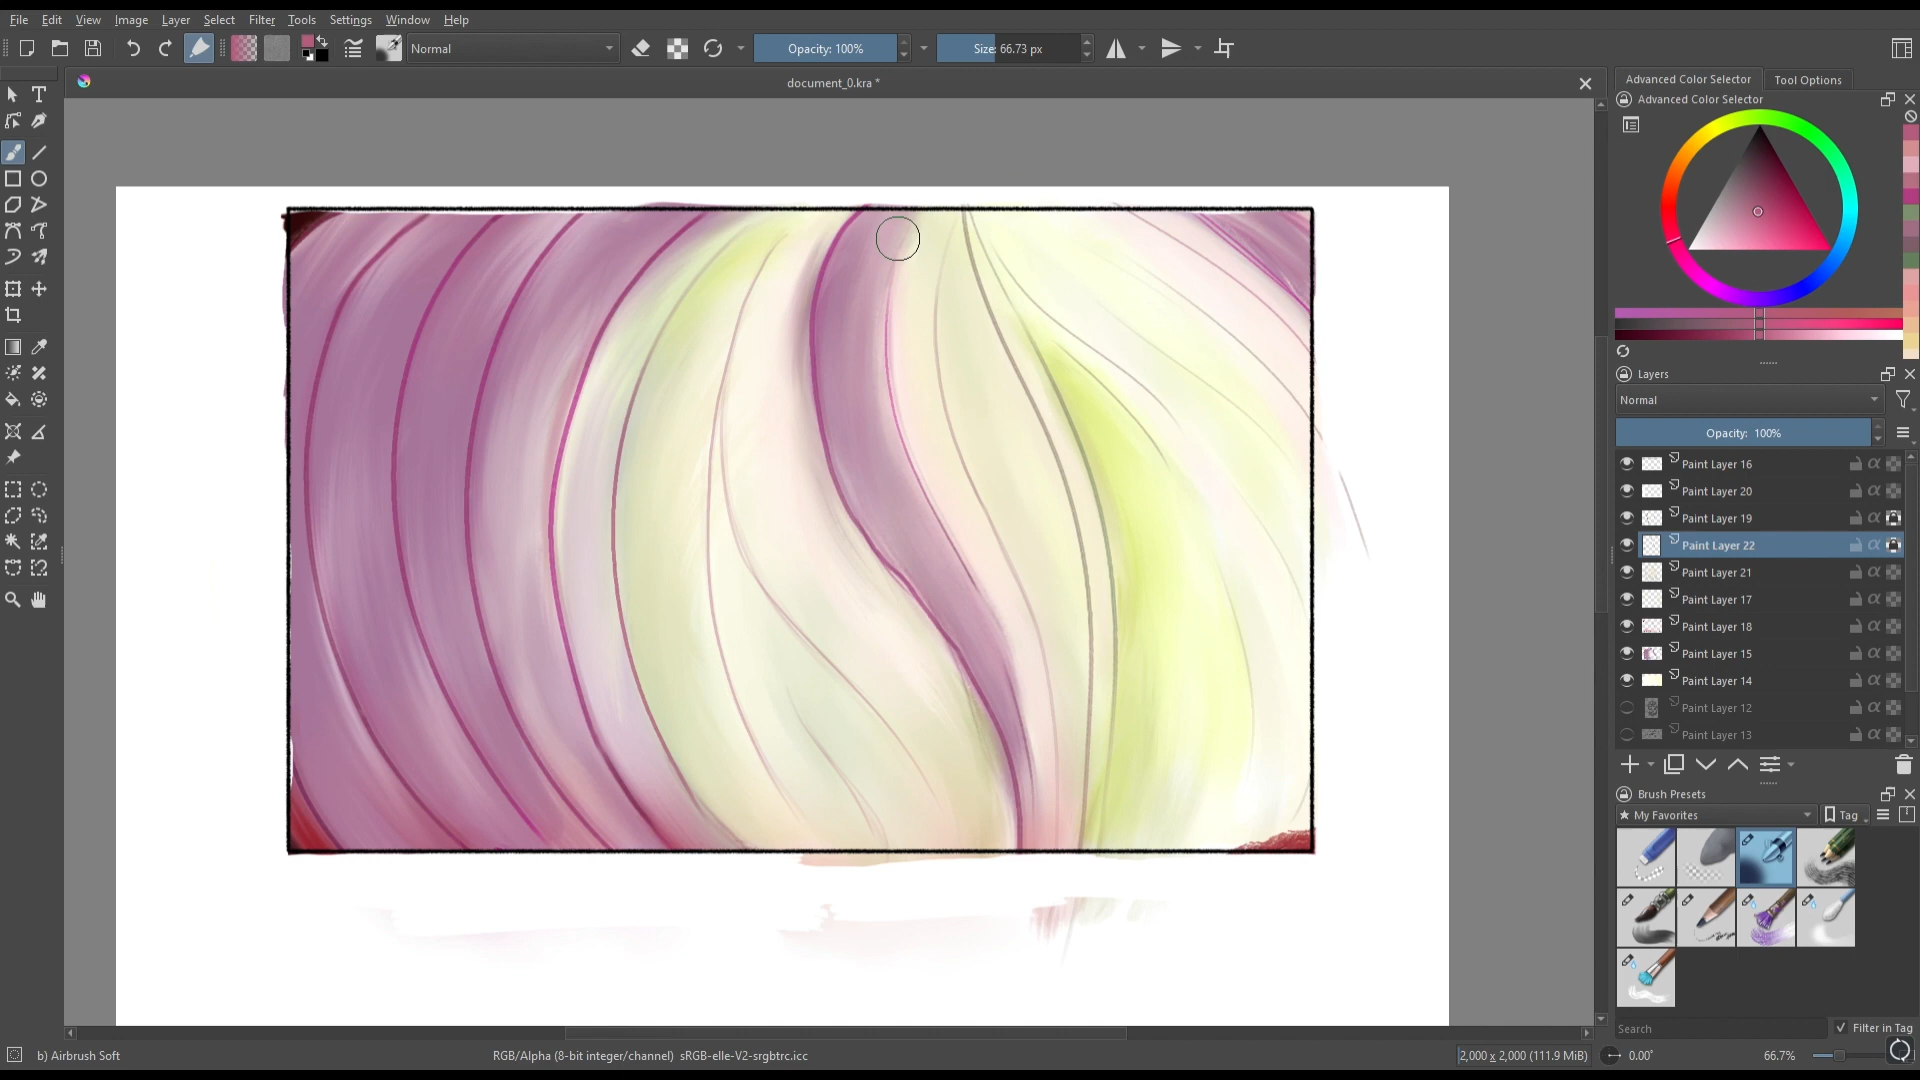 File Edit View Image Layer Select Filter Tools Settings Window Help
Normal
Opacity: 100%
Size: 66.73 px
document_0.kra *
Advanced Color Selector
Tool Options
Advanced Color Selector
Layers
Normal
Opacity: 100%
Paint Layer 16
Paint Layer 20
Paint Layer 19
Paint Layer 22
Paint Layer 21
Paint Layer 17
Paint Layer 18
Paint Layer 15
Paint Layer 14
Paint Layer 12
Paint Layer 13
Brush Presets
★ My Favorites
Tag
Search
Filter in Tag
b) Airbrush Soft
RGB/Alpha (8-bit integer/channel) sRGB-elle-V2-srgbtrc.icc
2,000 x 2,000 (111.9 MiB)
0.00°
66.7%